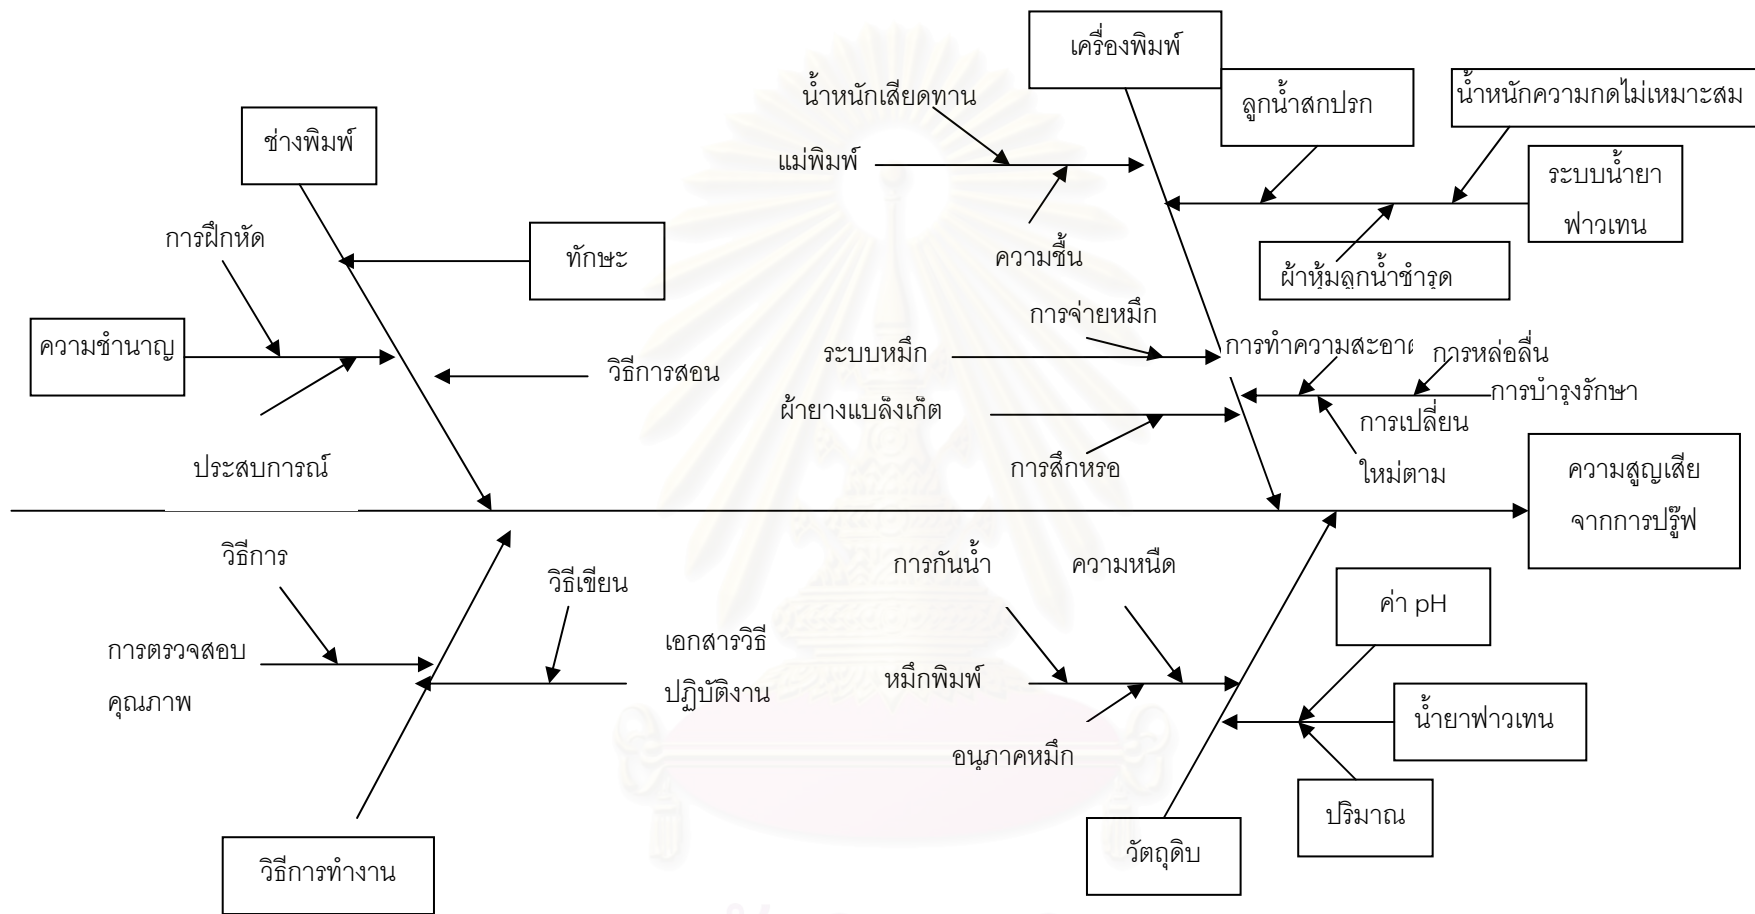 เครื่องพิมพ์
น้ำหนักเสียดทาน
ลูกน้ำสกปรก
น้ำหนักความกดไม่เหมาะสม
ช่างพิมพ์
แม่พิมพ์
ระบบน้ำยา
ฟาวเทน
การฝึกหัด
ทักษะ
ความชื้น
ผ้าหุ้มลูกน้ำชำรุด
การจ่ายหมึก
ความชำนาญ
ระบบหมึก
การทำความสะอาด
การหล่อลื่น
วิธีการสอน
การบำรุงรักษา
ผ้ายางแบล็งเก็ต
การเปลี่ยน
ใหม่ตาม
ประสบการณ์
การสึกหรอ
ความสูญเสีย
จากการปรู๊ฟ
วิธีการ
วิธีเขียน
การกันน้ำ
ความหนืด
ค่า pH
การตรวจสอบ
คุณภาพ
เอกสารวิธี
ปฏิบัติงาน
หมึกพิมพ์
น้ำยาฟาวเทน
อนุภาคหมึก
ปริมาณ
วิธีการทำงาน
วัตถุดิบ